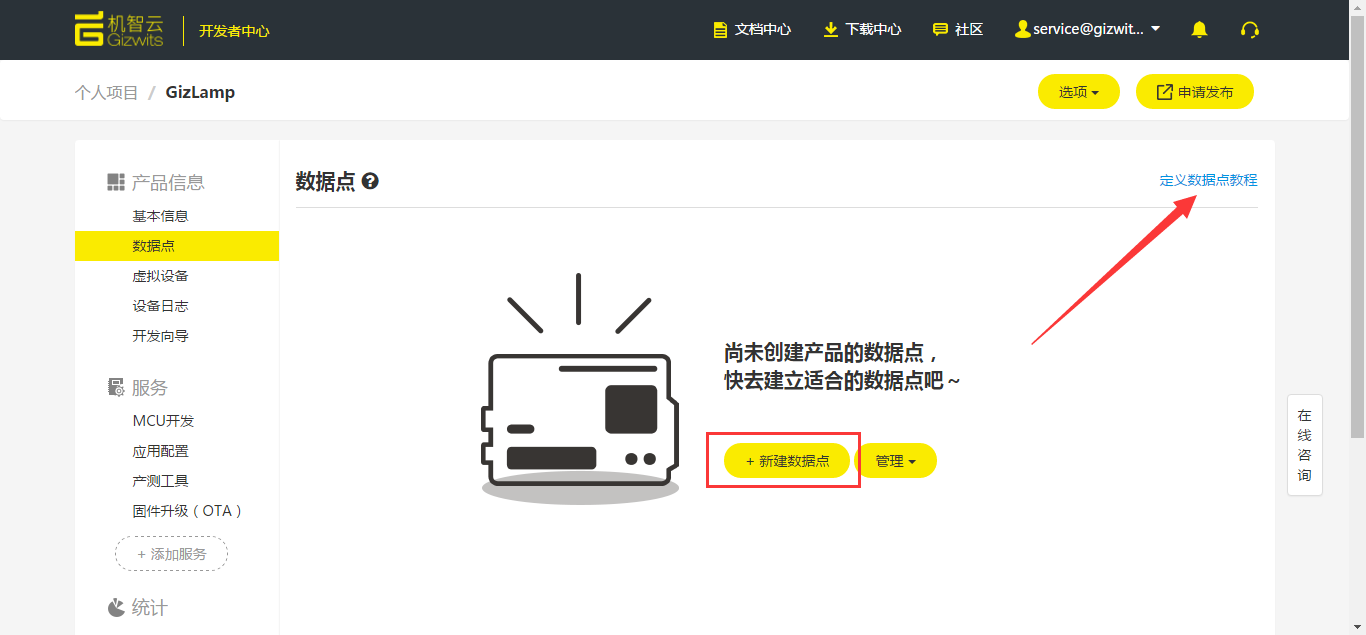 机智云
Gizwits
开发者中心
文档中心
下载中心
社区
service@gizwit...
个人项目 / GizLamp
选项
申请发布
产品信息
基本信息
数据点
虚拟设备
设备日志
开发向导
服务
MCU开发
应用配置
产测工具
固件升级（OTA）
+ 添加服务
统计
数据点
定义数据点教程
尚未创建产品的数据点，
快去建立适合的数据点吧～
+ 新建数据点
管理
在线咨询